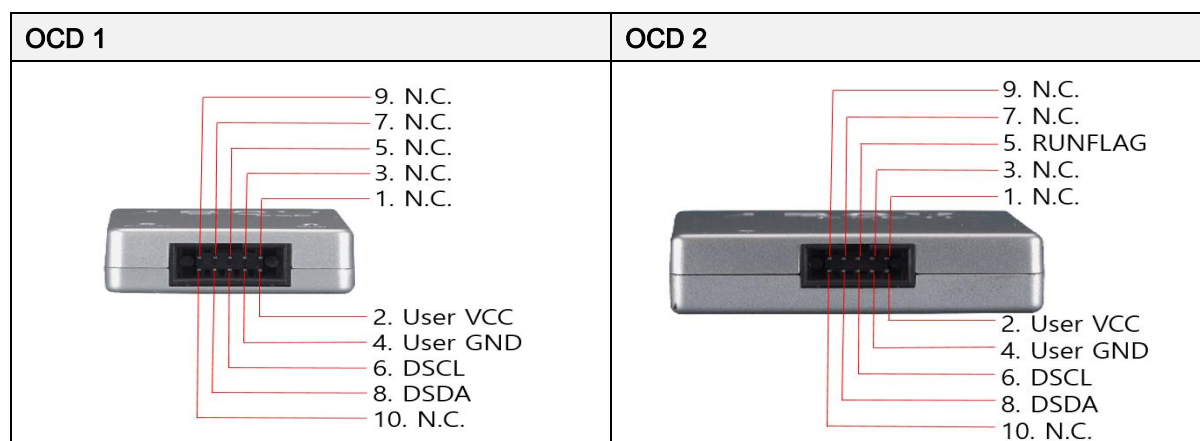 OCD 1
9. N.C.
7. N.C.
5. N.C.
3. N.C.
1. N.C.
2. User VCC
4. User GND
6. DSCL
8. DSDA
10. N.C.
OCD 2
9. N.C.
7. N.C.
5. RUNFLAG
3. N.C.
1. N.C.
2. User VCC
4. User GND
6. DSCL
8. DSDA
10. N.C.